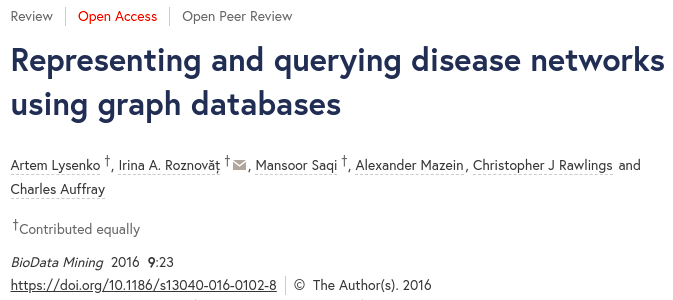 Review Open Access Open Peer Review
Representing and querying disease networks
using graph databases
Artem Lysenko †, Irina A. Roznovăţ †, Mansoor Saqi †, Alexander Mazein, Christopher J Rawlings and
Charles Auffray
†Contributed equally
BioData Mining 2016 9:23
https://doi.org/10.1186/s13040-016-0102-8 © The Author(s). 2016